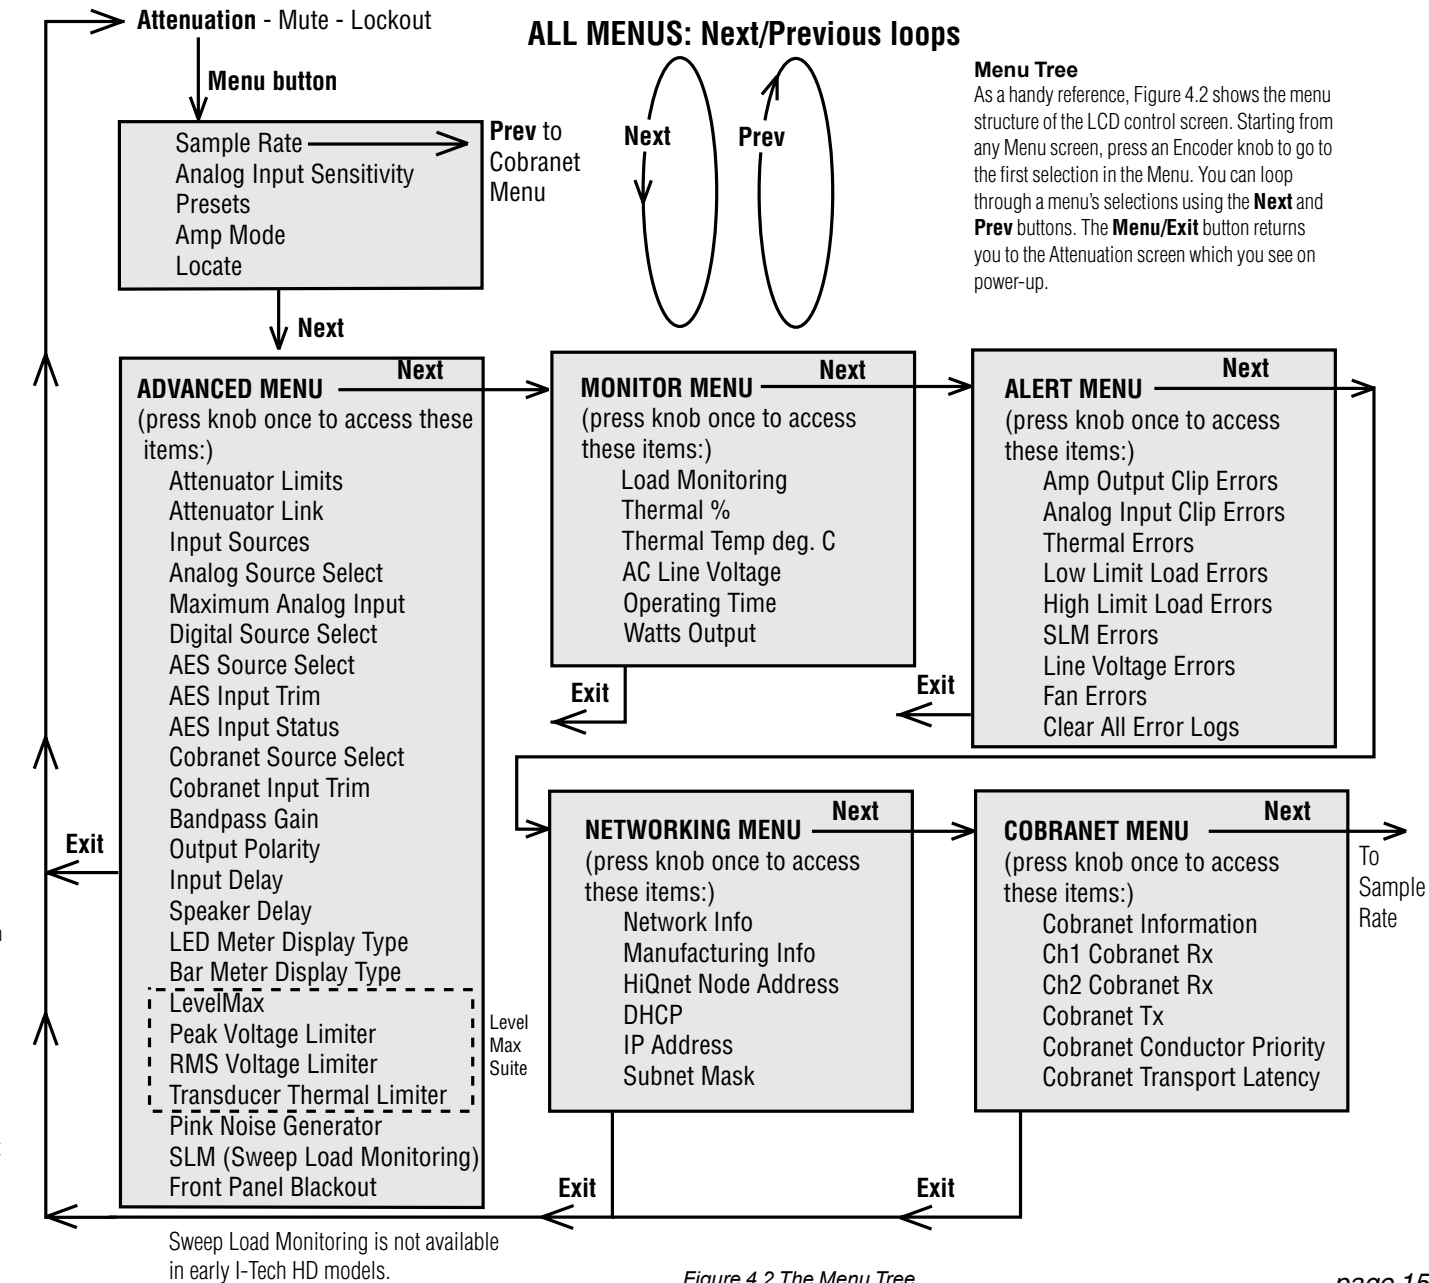 Attenuation - Mute - Lockout
ALL MENUS: Next/Previous loops
Menu button
Sample Rate
Analog Input Sensitivity
Presets
Amp Mode
Locate
Prev to
Cobranet
Menu
Next
Prev
Menu Tree
As a handy reference, Figure 4.2 shows the menu
structure of the LCD control screen. Starting from
any Menu screen, press an Encoder knob to go to
the first selection in the Menu. You can loop
through a menu's selections using the Next and
Prev buttons. The Menu/Exit button returns
you to the Attenuation screen which you see on
power-up.
Next
ADVANCED MENU
Next
(press knob once to access these
items:)
Attenuator Limits
Attenuator Link
Input Sources
Analog Source Select
Maximum Analog Input
Digital Source Select
AES Source Select
AES Input Trim
AES Input Status
Cobranet Source Select
Cobranet Input Trim
Bandpass Gain
Output Polarity
Input Delay
Speaker Delay
LED Meter Display Type
Bar Meter Display Type
LevelMax
Peak Voltage Limiter
RMS Voltage Limiter
Transducer Thermal Limiter
Pink Noise Generator
SLM (Sweep Load Monitoring)
Front Panel Blackout
Level
Max
Suite
Exit
MONITOR MENU
Next
(press knob once to access
these items:)
Load Monitoring
Thermal %
Thermal Temp deg. C
AC Line Voltage
Operating Time
Watts Output
Exit
ALERT MENU
Next
(press knob once to access
these items:)
Amp Output Clip Errors
Analog Input Clip Errors
Thermal Errors
Low Limit Load Errors
High Limit Load Errors
SLM Errors
Line Voltage Errors
Fan Errors
Clear All Error Logs
Exit
NETWORKING MENU
Next
(press knob once to access
these items:)
Network Info
Manufacturing Info
HiQnet Node Address
DHCP
IP Address
Subnet Mask
Exit
COBRANET MENU
Next
(press knob once to access
these items:)
Cobranet Information
Ch1 Cobranet Rx
Ch2 Cobranet Rx
Cobranet Tx
Cobranet Conductor Priority
Cobranet Transport Latency
Exit
To
Sample
Rate
Sweep Load Monitoring is not available
in early I-Tech HD models.
Figure 4.2 The Menu Tree
page 15